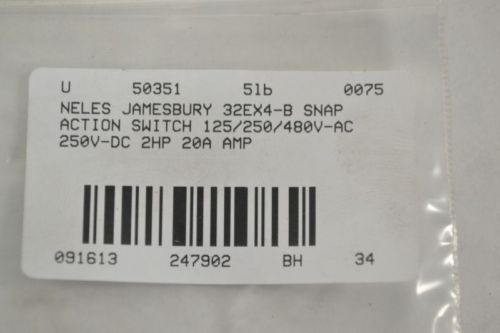 U 50351 51b 0075
NELES JAMESBURY 32EX4-B SNAP
ACTION SWITCH 125/250/480V-AC
250V-DC 2HP 20A AMP
091613 247902 BH 34